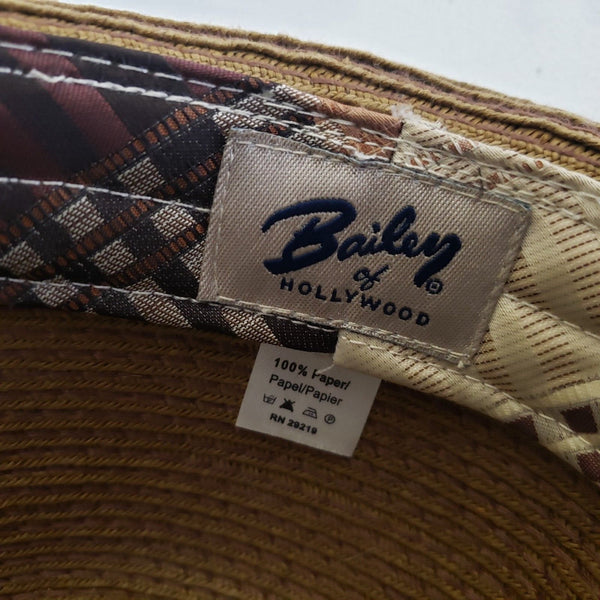 Bailey®
of
HOLLYWOOD
100% Paper/
Papel/Papier
RN 29219